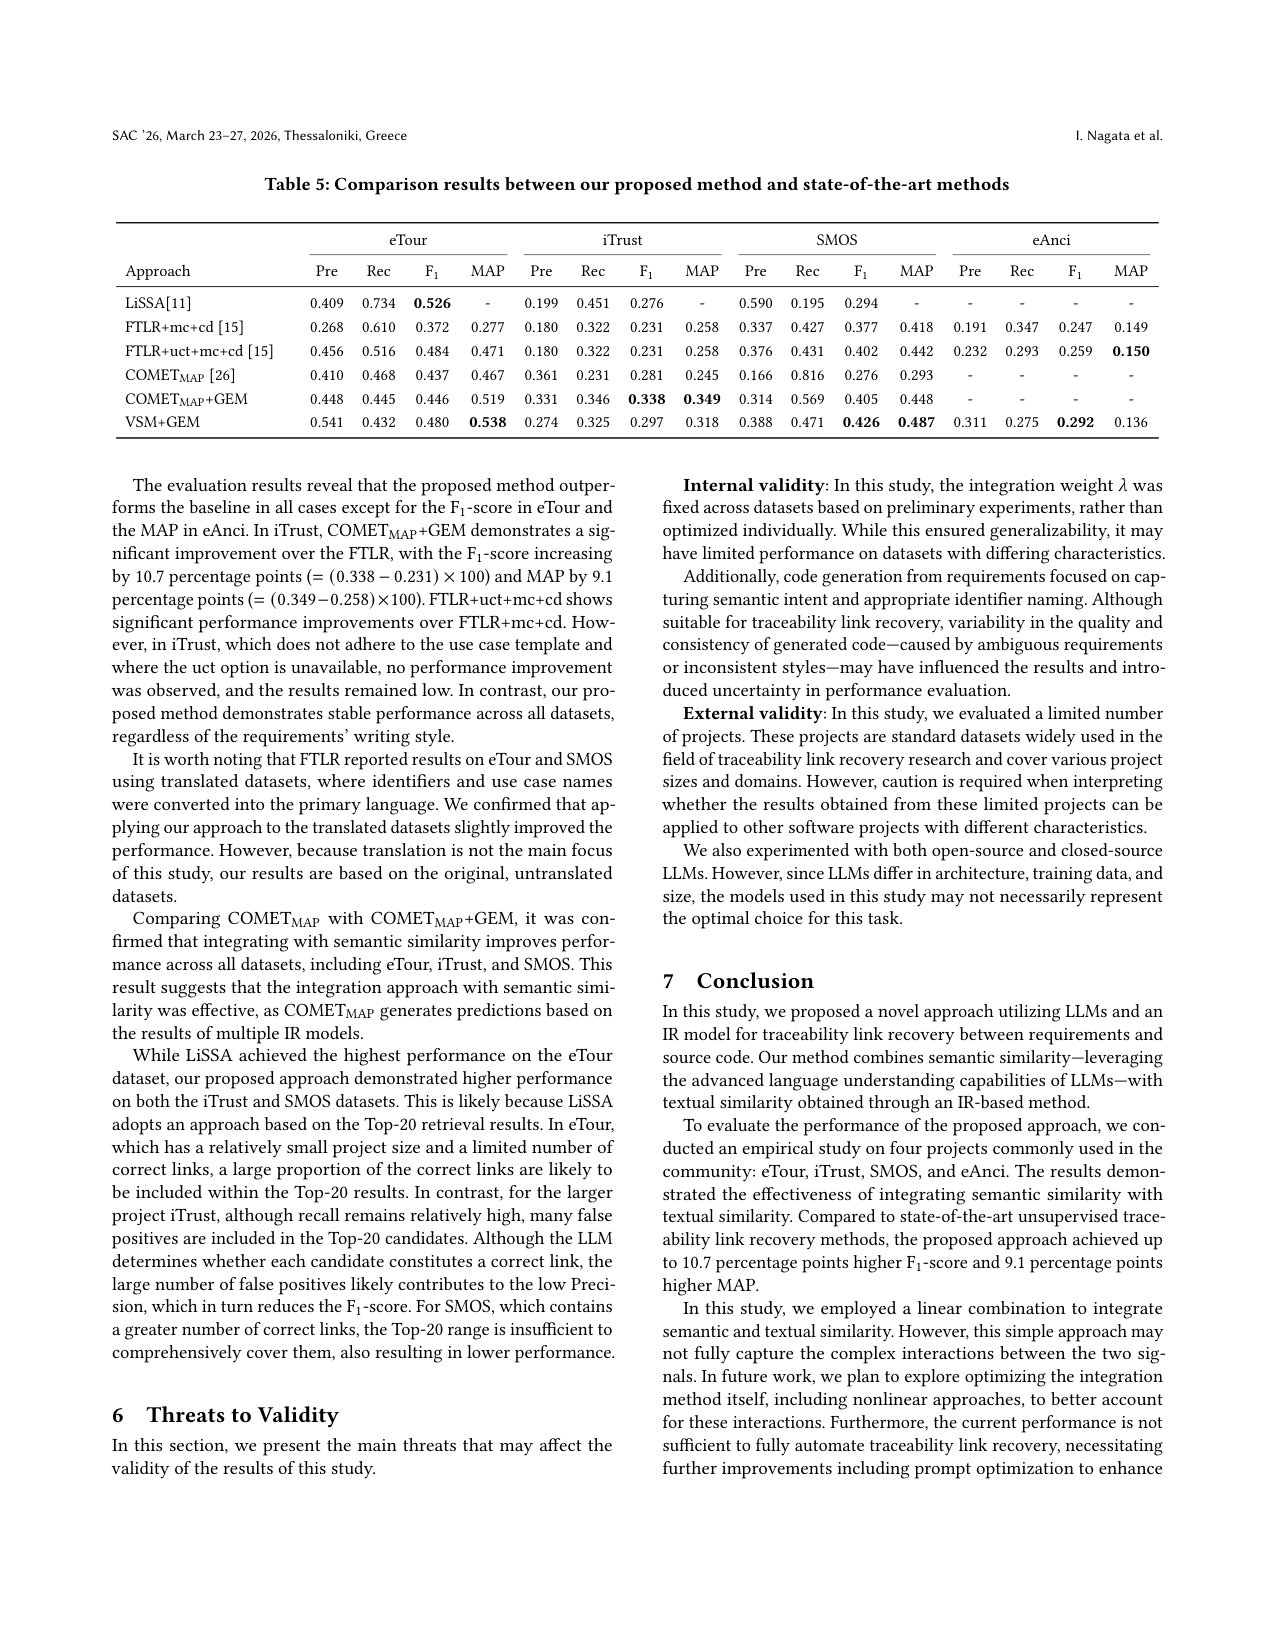 SAC ’26, March 23–27, 2026, Thessaloniki, Greece
I. Nagata et al.
Table 5: Comparison results between our proposed method and state-of-the-art methods
eTour iTrust SMOS eAnci
Approach Pre Rec F1 MAP Pre Rec F1 MAP Pre Rec F1 MAP Pre Rec F1 MAP
LiSSA[11] 0.409 0.734 0.526 - 0.199 0.451 0.276 - 0.590 0.195 0.294 - - - - -
FTLR+mc+cd [15] 0.268 0.610 0.372 0.277 0.180 0.322 0.231 0.258 0.337 0.427 0.377 0.418 0.191 0.347 0.247 0.149
FTLR+uct+mc+cd [15] 0.456 0.516 0.484 0.471 0.180 0.322 0.231 0.258 0.376 0.431 0.402 0.442 0.232 0.293 0.259 0.150
COMETMAP [26] 0.410 0.468 0.437 0.467 0.361 0.231 0.281 0.245 0.166 0.816 0.276 0.293 - - - -
COMETMAP+GEM 0.448 0.445 0.446 0.519 0.331 0.346 0.338 0.349 0.314 0.569 0.405 0.448 - - - -
VSM+GEM 0.541 0.432 0.480 0.538 0.274 0.325 0.297 0.318 0.388 0.471 0.426 0.487 0.311 0.275 0.292 0.136
The evaluation results reveal that the proposed method outper-
forms the baseline in all cases except for the F1-score in eTour and
the MAP in eAnci. In iTrust, COMETMAP+GEM demonstrates a sig-
nificant improvement over the FTLR, with the F1-score increasing
by 10.7 percentage points (= (0.338 − 0.231) × 100) and MAP by 9.1
percentage points (= (0.349−0.258)×100). FTLR+uct+mc+cd shows
significant performance improvements over FTLR+mc+cd. How-
ever, in iTrust, which does not adhere to the use case template and
where the uct option is unavailable, no performance improvement
was observed, and the results remained low. In contrast, our pro-
posed method demonstrates stable performance across all datasets,
regardless of the requirements’ writing style.
It is worth noting that FTLR reported results on eTour and SMOS
using translated datasets, where identifiers and use case names
were converted into the primary language. We confirmed that ap-
plying our approach to the translated datasets slightly improved the
performance. However, because translation is not the main focus
of this study, our results are based on the original, untranslated
datasets.
Comparing COMETMAP with COMETMAP+GEM, it was con-
firmed that integrating with semantic similarity improves perfor-
mance across all datasets, including eTour, iTrust, and SMOS. This
result suggests that the integration approach with semantic simi-
larity was effective, as COMETMAP generates predictions based on
the results of multiple IR models.
While LiSSA achieved the highest performance on the eTour
dataset, our proposed approach demonstrated higher performance
on both the iTrust and SMOS datasets. This is likely because LiSSA
adopts an approach based on the Top-20 retrieval results. In eTour,
which has a relatively small project size and a limited number of
correct links, a large proportion of the correct links are likely to
be included within the Top-20 results. In contrast, for the larger
project iTrust, although recall remains relatively high, many false
positives are included in the Top-20 candidates. Although the LLM
determines whether each candidate constitutes a correct link, the
large number of false positives likely contributes to the low Preci-
sion, which in turn reduces the F1-score. For SMOS, which contains
a greater number of correct links, the Top-20 range is insufficient to
comprehensively cover them, also resulting in lower performance.
6 Threats to Validity
In this section, we present the main threats that may affect the
validity of the results of this study.
Internal validity: In this study, the integration weight λ was
fixed across datasets based on preliminary experiments, rather than
optimized individually. While this ensured generalizability, it may
have limited performance on datasets with differing characteristics.
Additionally, code generation from requirements focused on cap-
turing semantic intent and appropriate identifier naming. Although
suitable for traceability link recovery, variability in the quality and
consistency of generated code—caused by ambiguous requirements
or inconsistent styles—may have influenced the results and intro-
duced uncertainty in performance evaluation.
External validity: In this study, we evaluated a limited number
of projects. These projects are standard datasets widely used in the
field of traceability link recovery research and cover various project
sizes and domains. However, caution is required when interpreting
whether the results obtained from these limited projects can be
applied to other software projects with different characteristics.
We also experimented with both open-source and closed-source
LLMs. However, since LLMs differ in architecture, training data, and
size, the models used in this study may not necessarily represent
the optimal choice for this task.
7 Conclusion
In this study, we proposed a novel approach utilizing LLMs and an
IR model for traceability link recovery between requirements and
source code. Our method combines semantic similarity—leveraging
the advanced language understanding capabilities of LLMs—with
textual similarity obtained through an IR-based method.
To evaluate the performance of the proposed approach, we con-
ducted an empirical study on four projects commonly used in the
community: eTour, iTrust, SMOS, and eAnci. The results demon-
strated the effectiveness of integrating semantic similarity with
textual similarity. Compared to state-of-the-art unsupervised trace-
ability link recovery methods, the proposed approach achieved up
to 10.7 percentage points higher F1-score and 9.1 percentage points
higher MAP.
In this study, we employed a linear combination to integrate
semantic and textual similarity. However, this simple approach may
not fully capture the complex interactions between the two sig-
nals. In future work, we plan to explore optimizing the integration
method itself, including nonlinear approaches, to better account
for these interactions. Furthermore, the current performance is not
sufficient to fully automate traceability link recovery, necessitating
further improvements including prompt optimization to enhance